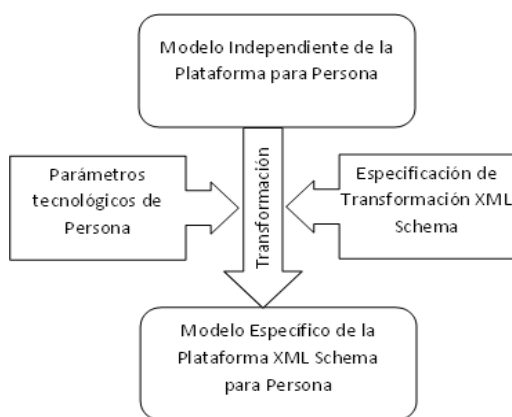 Modelo Independiente de la
Plataforma para Persona
Parámetros
tecnológicos de
Persona
Transformación
Especificación de
Transformación XML
Schema
Modelo Específico de la
Plataforma XML Schema
para Persona